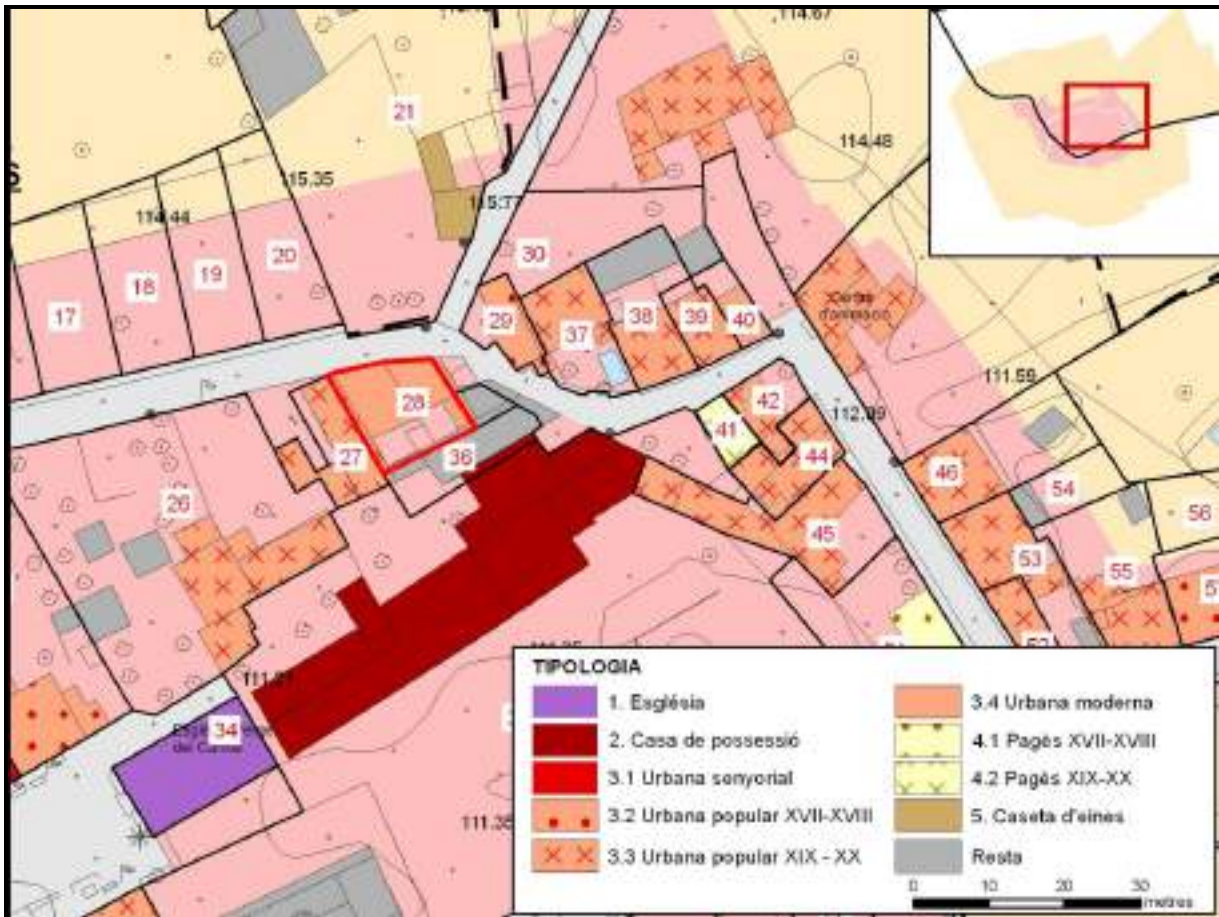 114.67
21
114.48
115.35
115.77
114.44
20
30
19
18
17
29
37
38
39
40
Centre
d'animació
111.59
28
42
112.09
41
27
36
44
46
54
26
56
45
53
55
34
111.35
TIPOLOGIA
1. Església
2. Casa de possessió
3.1 Urbana senyorial
3.2 Urbana popular XVII-XVIII
3.3 Urbana popular XIX - XX
3.4 Urbana moderna
4.1 Pagès XVII-XVIII
4.2 Pagès XIX-XX
5. Caseta d'eines
Resta
0 10 20 30
metres